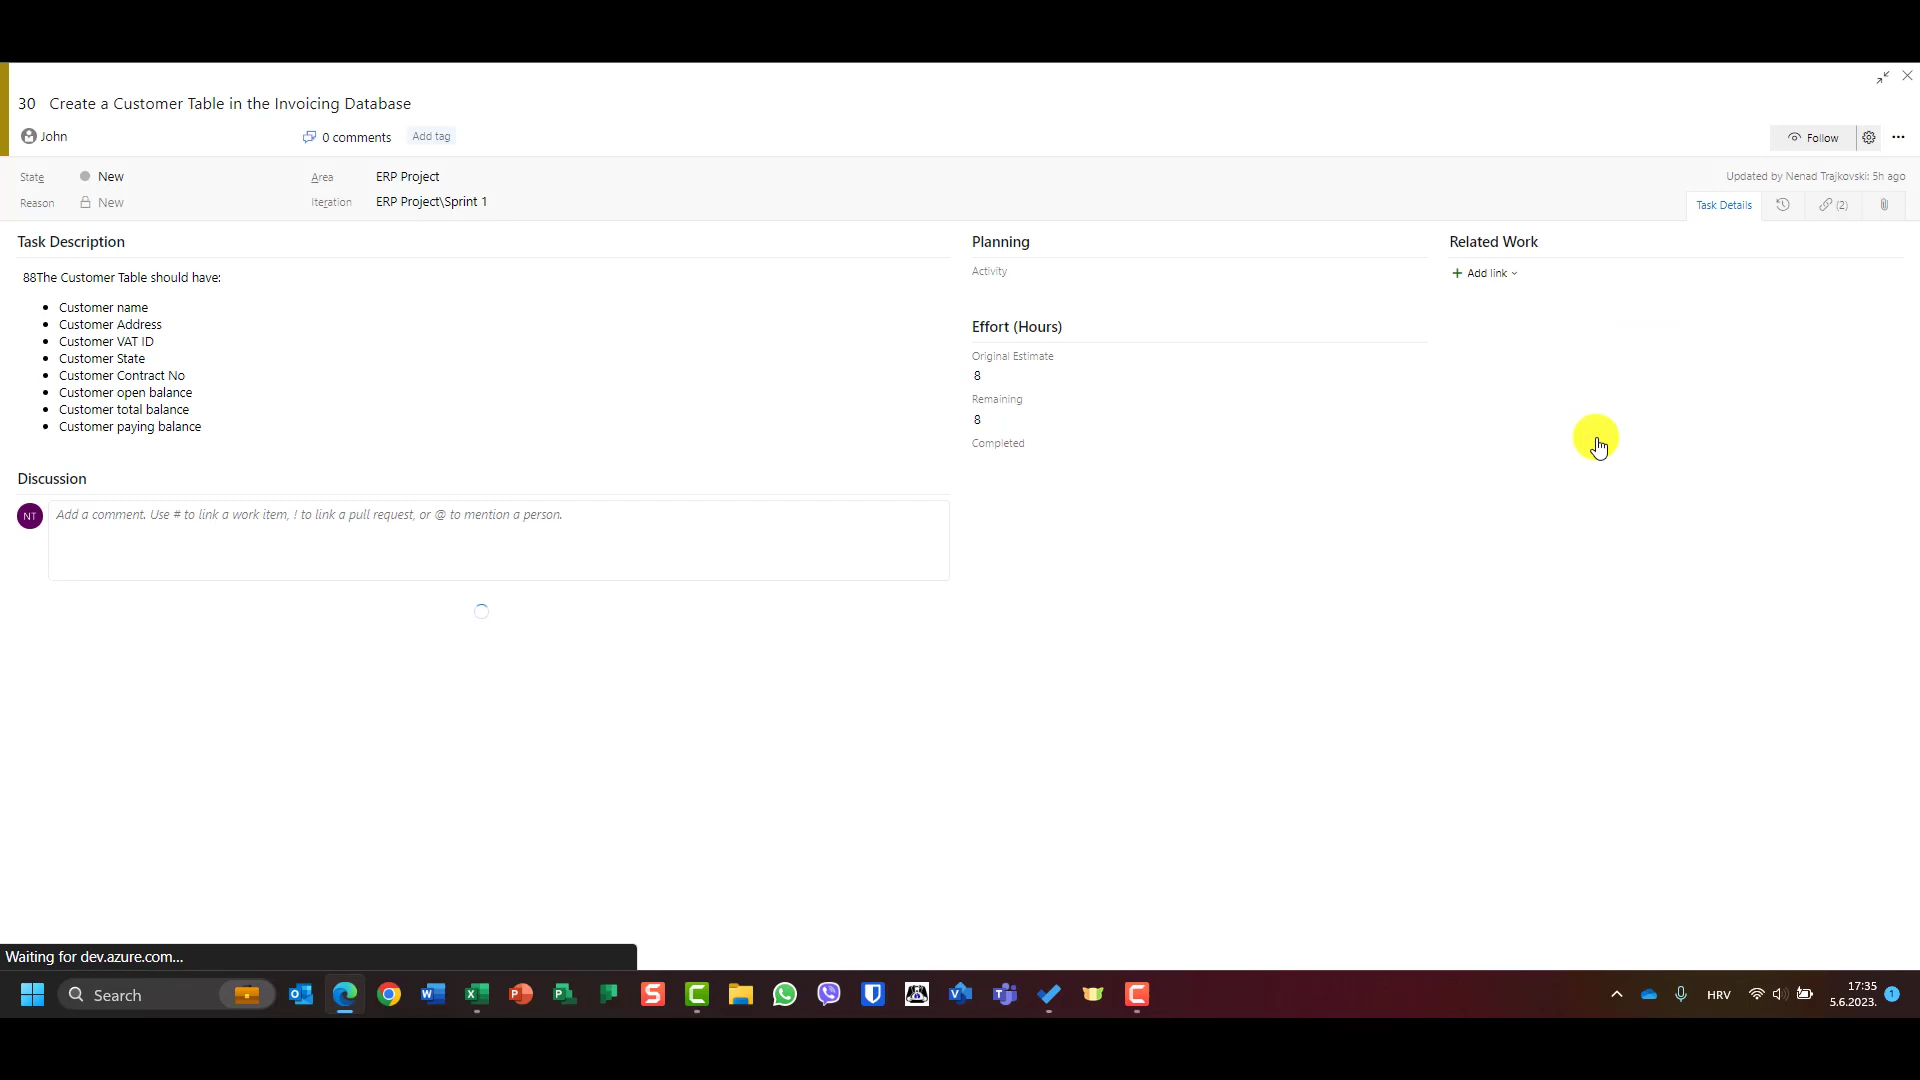 30 Create a Customer Table in the Invoicing Database
John
0 comments
Add tag
Follow
State
New
Area
ERP Project
Updated by Nenad Trajkovski: 5h ago
Reason
New
Iteration
ERP Project\Sprint 1
Task Details
(2)
Task Description
Planning
Related Work
88The Customer Table should have:
Activity
Add link
Customer name
Customer Address
Customer VAT ID
Customer State
Customer Contract No
Customer open balance
Customer total balance
Customer paying balance
Effort (Hours)
Original Estimate
8
Remaining
8
Completed
Discussion
NT
Add a comment. Use # to link a work item, ! to link a pull request, or @ to mention a person.
Waiting for dev.azure.com...
Search
HRV
17:35
5.6.2023.
1